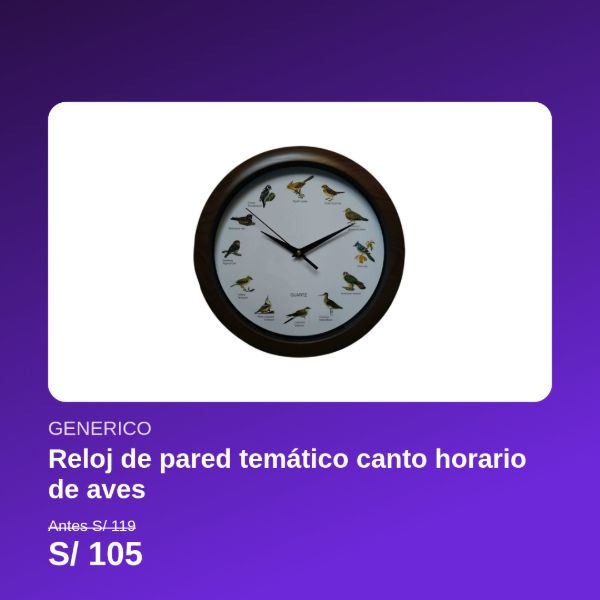 QUARTZ
GENERICO
Reloj de pared temático canto horario
de aves
Antes S/ 119
S/ 105